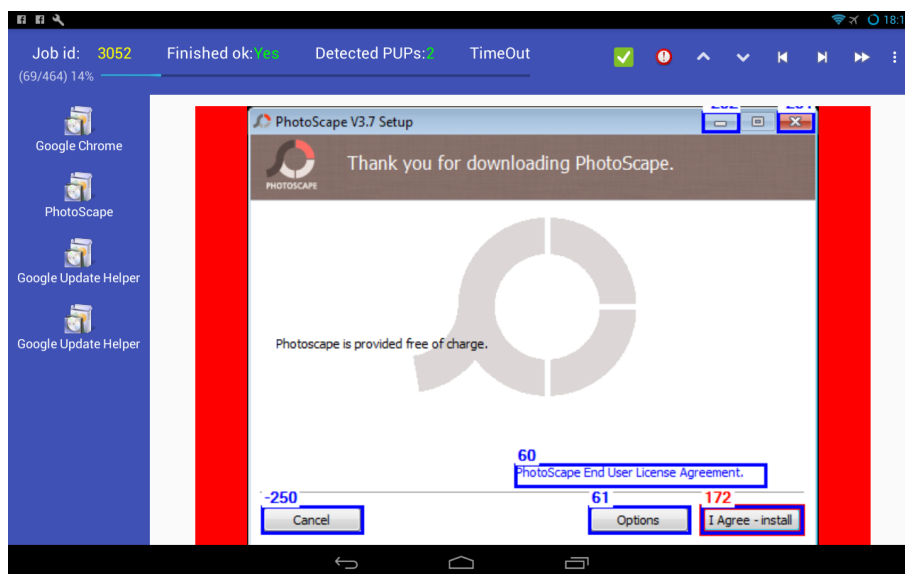 18:1
Job id: 3052 Finished ok:Yes Detected PUPs:2 TimeOut
(69/464) 14%
Google Chrome
PhotoScape
Google Update Helper
Google Update Helper
PhotoScape V3.7 Setup
PHOTOSCAPE
Thank you for downloading PhotoScape.
Photoscape is provided free of charge.
60
PhotoScape End User License Agreement.
-250 61 172
Cancel Options I Agree - install